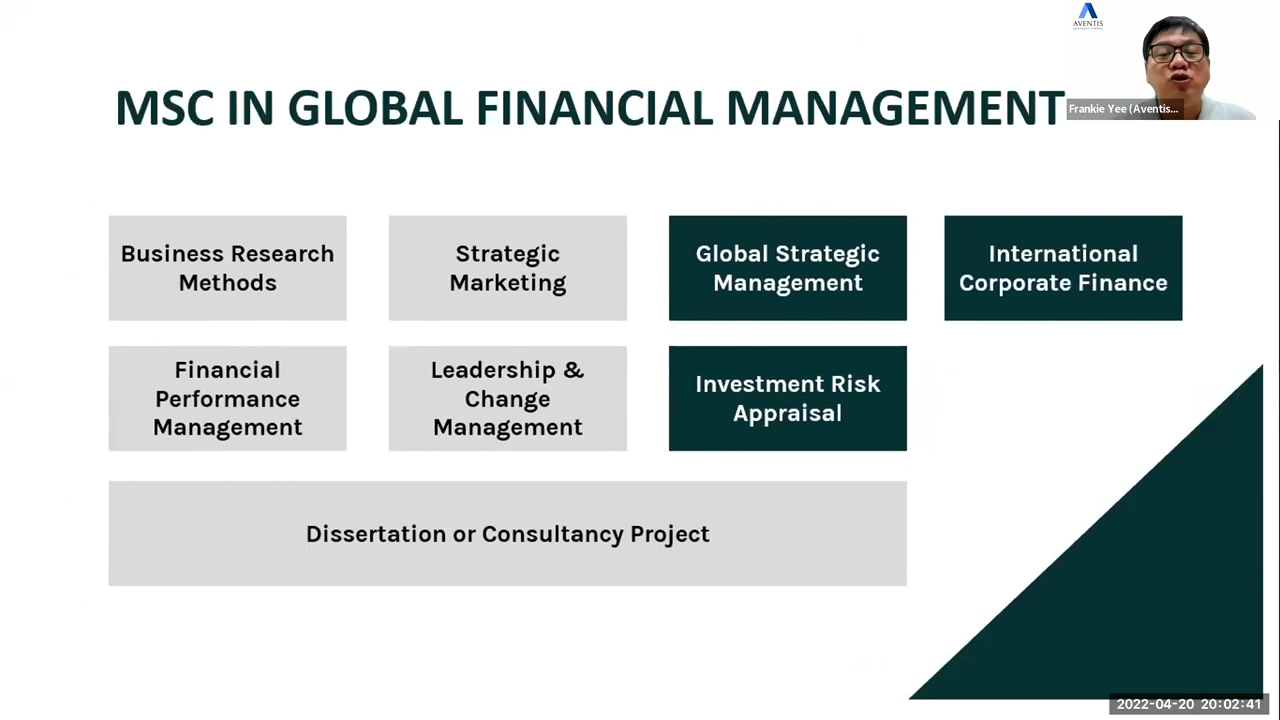 AVENTIS
MSC IN GLOBAL FINANCIAL MANAGEMENT
Frankie Yee (Aventis...
Business Research
Methods
Strategic
Marketing
Global Strategic
Management
International
Corporate Finance
Financial
Performance
Management
Leadership &
Change
Management
Investment Risk
Appraisal
Dissertation or Consultancy Project
2022-04-20 20:02:41